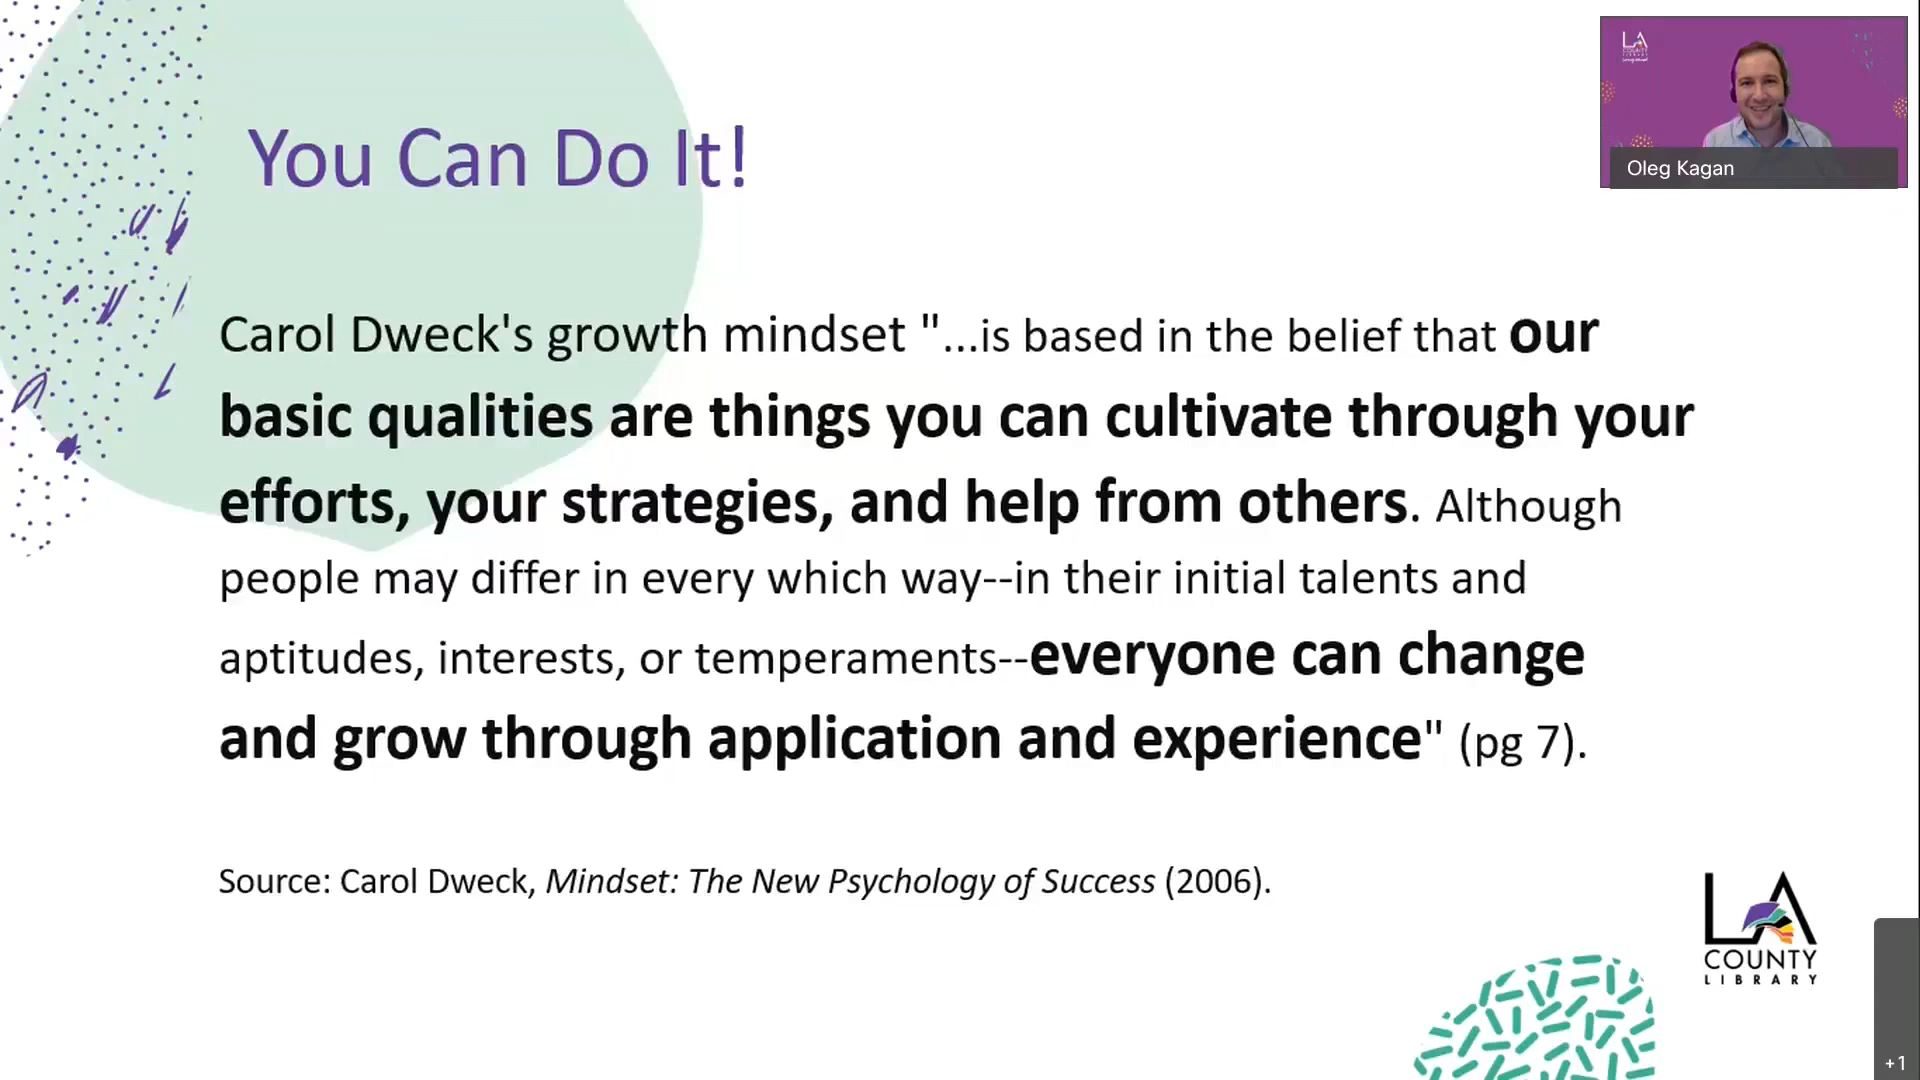 You Can Do It!
Carol Dweck's growth mindset "...is based in the belief that our
basic qualities are things you can cultivate through your
efforts, your strategies, and help from others. Although
people may differ in every which way--in their initial talents and
aptitudes, interests, or temperaments--everyone can change
and grow through application and experience" (pg 7).
Source: Carol Dweck, Mindset: The New Psychology of Success (2006).
LA
COUNTY
LIBRARY
Oleg Kagan
LA
COUNTY
LIBRARY
+1